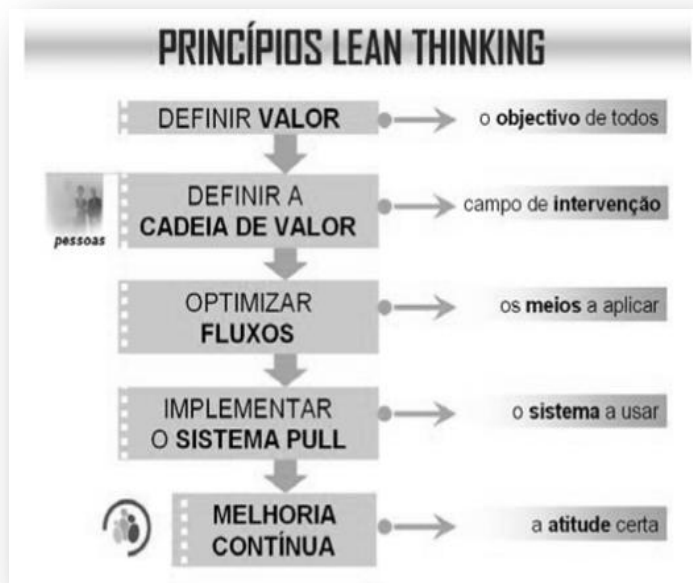 PRINCÍPIOS LEAN THINKING
DEFINIR VALOR
o objectivo de todos
DEFINIR A
CADEIA DE VALOR
campo de intervenção
pessoas
OPTIMIZAR
FLUXOS
os meios a aplicar
IMPLEMENTAR
O SISTEMA PULL
o sistema a usar
MELHORIA
CONTÍNUA
a atitude certa